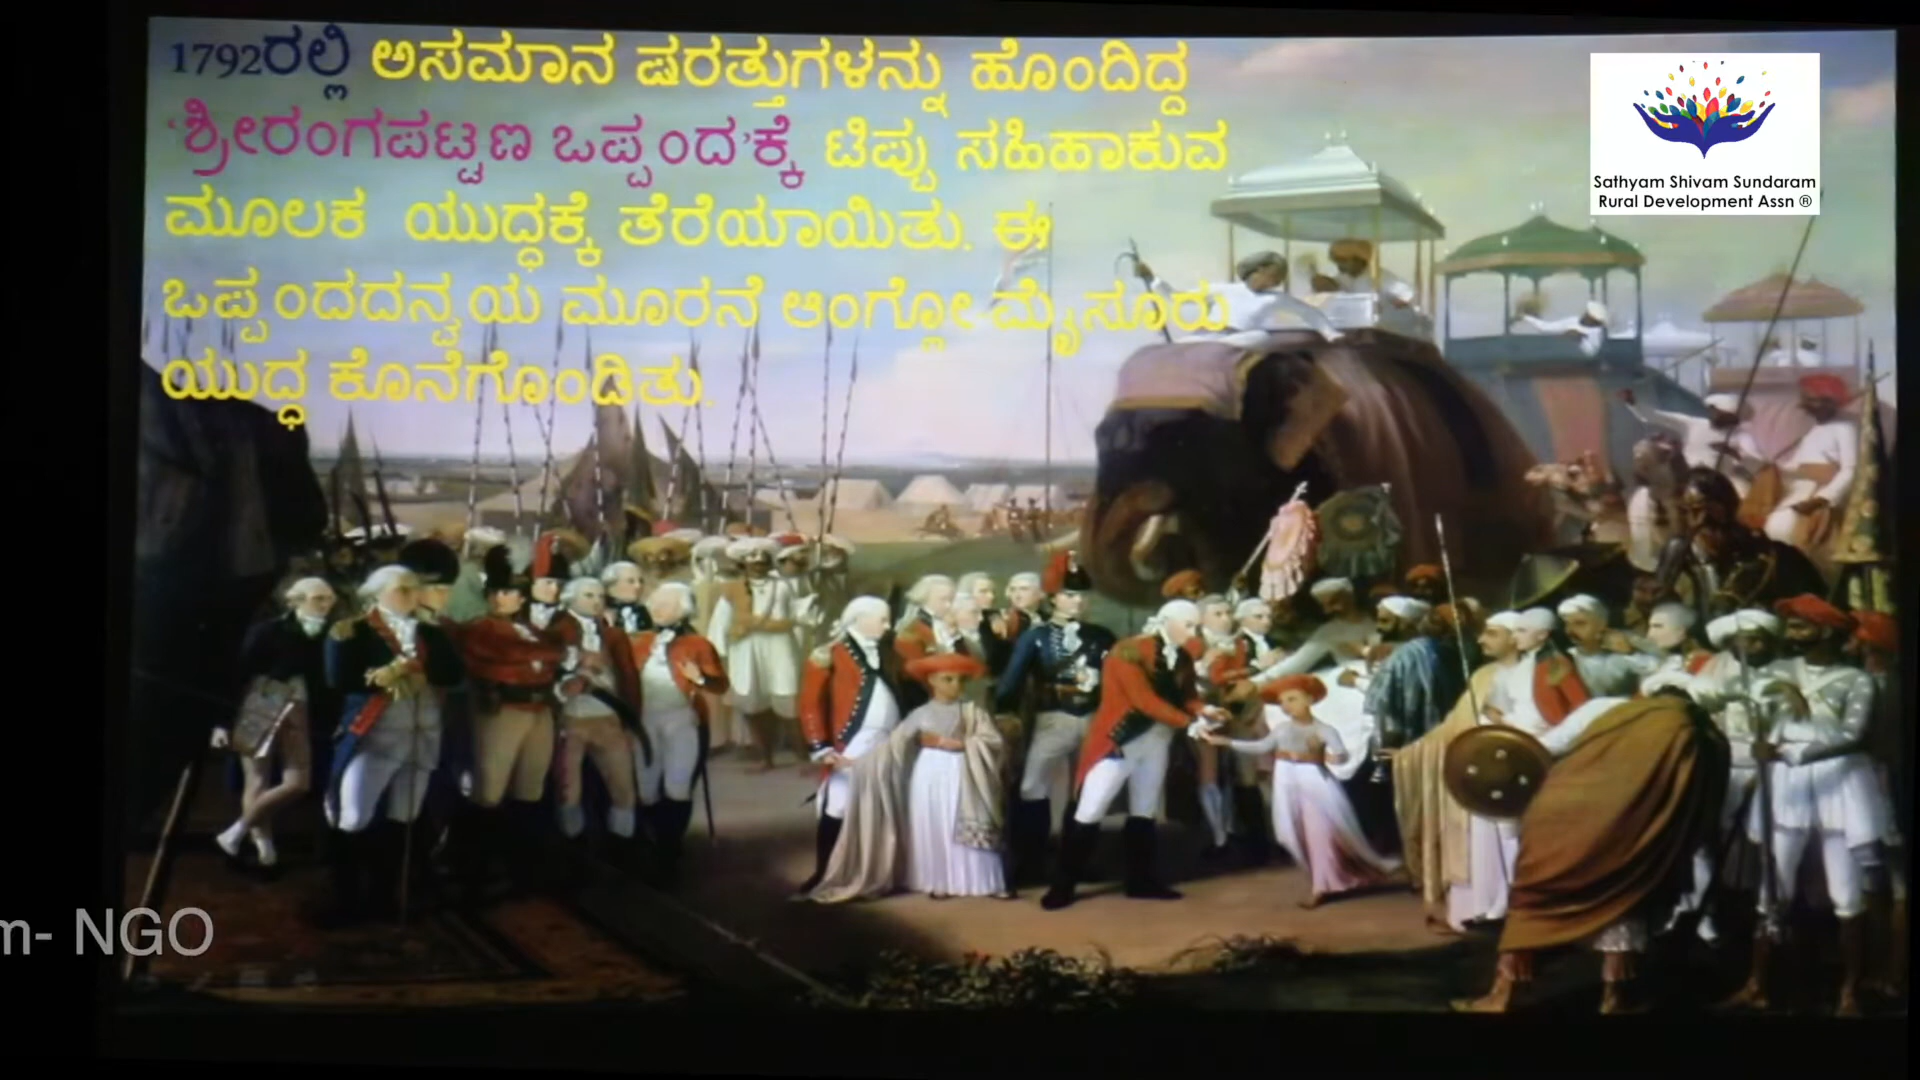 1792ರಲ್ಲಿ ಅಸಮಾನ ಷರತ್ತುಗಳನ್ನು ಹೊಂದಿದ್ದ
‘ಶ್ರೀರಂಗಪಟ್ಟಣ ಒಪ್ಪಂದ’ಕ್ಕೆ ಟಿಪ್ಪು ಸಹಿಹಾಕುವ
ಮೂಲಕ ಯುದ್ಧಕ್ಕೆ ತೆರೆಯಾಯಿತು. ಈ
ಒಪ್ಪಂದದನ್ವಯ ಮೂರನೆ ಆಂಗ್ಲೋ-ಮೈಸೂರು
ಯುದ್ಧ ಕೊನೆಗೊಂಡಿತು.
Sathyam Shivam Sundaram
Rural Development Assn ®
m- NGO